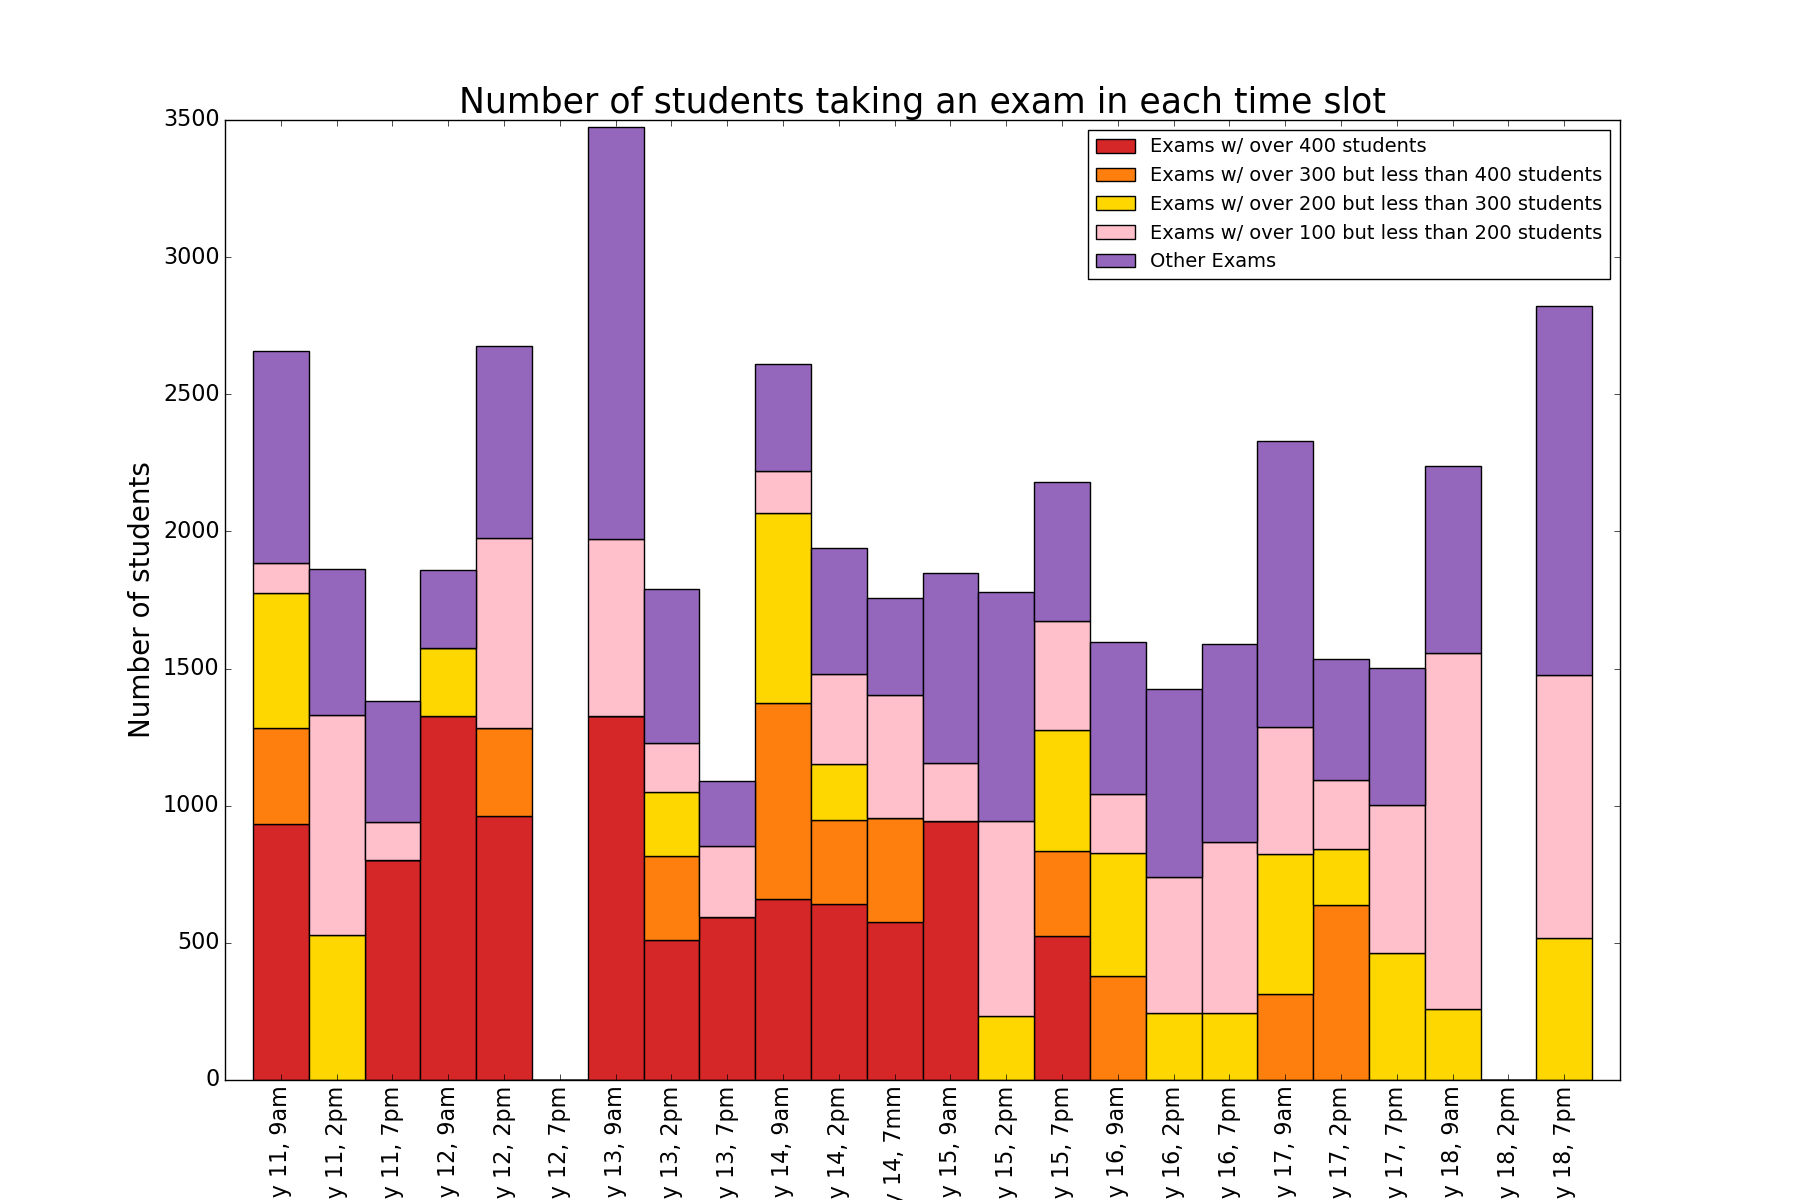 Number of students taking an exam in each time slot
Number of students
3500
3000
2500
2000
1500
1000
500
0
Exams w/ over 400 students
Exams w/ over 300 but less than 400 students
Exams w/ over 200 but less than 300 students
Exams w/ over 100 but less than 200 students
Other Exams
y 11, 9am
y 11, 2pm
y 11, 7pm
y 12, 9am
y 12, 2pm
y 12, 7pm
y 13, 9am
y 13, 2pm
y 13, 7pm
y 14, 9am
y 14, 2pm
y 14, 7mm
y 15, 9am
y 15, 2pm
y 15, 7pm
y 16, 9am
y 16, 2pm
y 16, 7pm
y 17, 9am
y 17, 2pm
y 17, 7pm
y 18, 9am
y 18, 2pm
y 18, 7pm